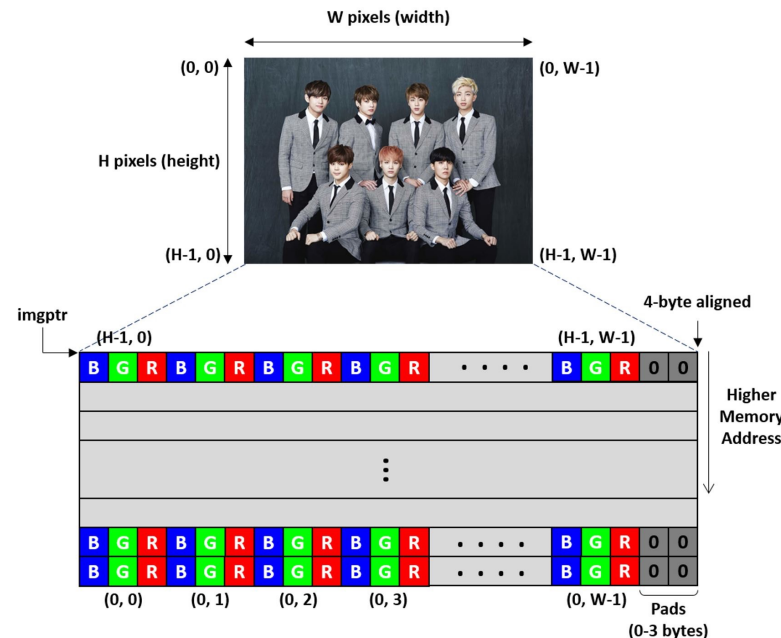 W pixels (width)
(0, 0)
(0, W-1)
H pixels (height)
(H-1, 0)
(H-1, W-1)
imgptr
4-byte aligned
(H-1, 0)
(H-1, W-1)
B G R B G R B G R B G R . . . . B G R 0 0
Higher
Memory
Address
B G R B G R B G R B G R . . . . B G R 0 0
B G R B G R B G R B G R . . . . B G R 0 0
(0, 0)
(0, 1)
(0, 2)
(0, 3)
(0, W-1)
Pads
(0-3 bytes)